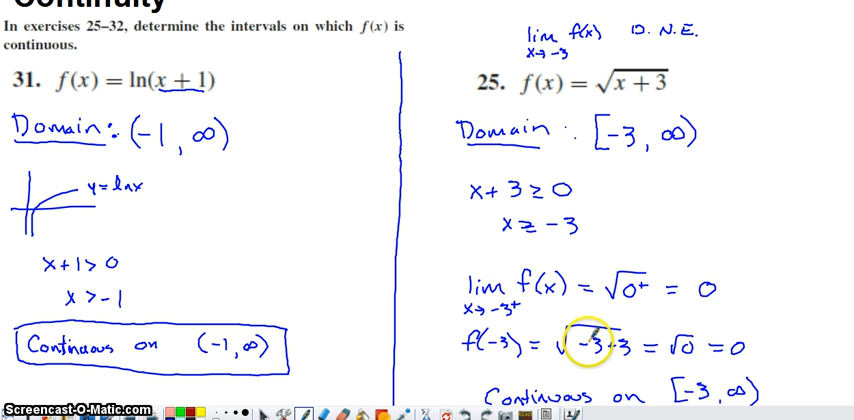 Continuity
In exercises 25–32, determine the intervals on which f(x) is
continuous.
31. f(x) = ln(x + 1)
Domain: (-1, ∞)
y = ln x
x + 1 > 0
x > -1
Continuous on (-1, ∞)
lim f(x) D. N. E.
x→-3
25. f(x) = √x + 3
Domain: [-3, ∞)
x + 3 ≥ 0
x ≥ -3
lim f(x) = √0⁺ = 0
x→-3⁺
f(-3) = √-3+3 = √0 = 0
Continuous on [-3, ∞)
Screencast-O-Matic.com